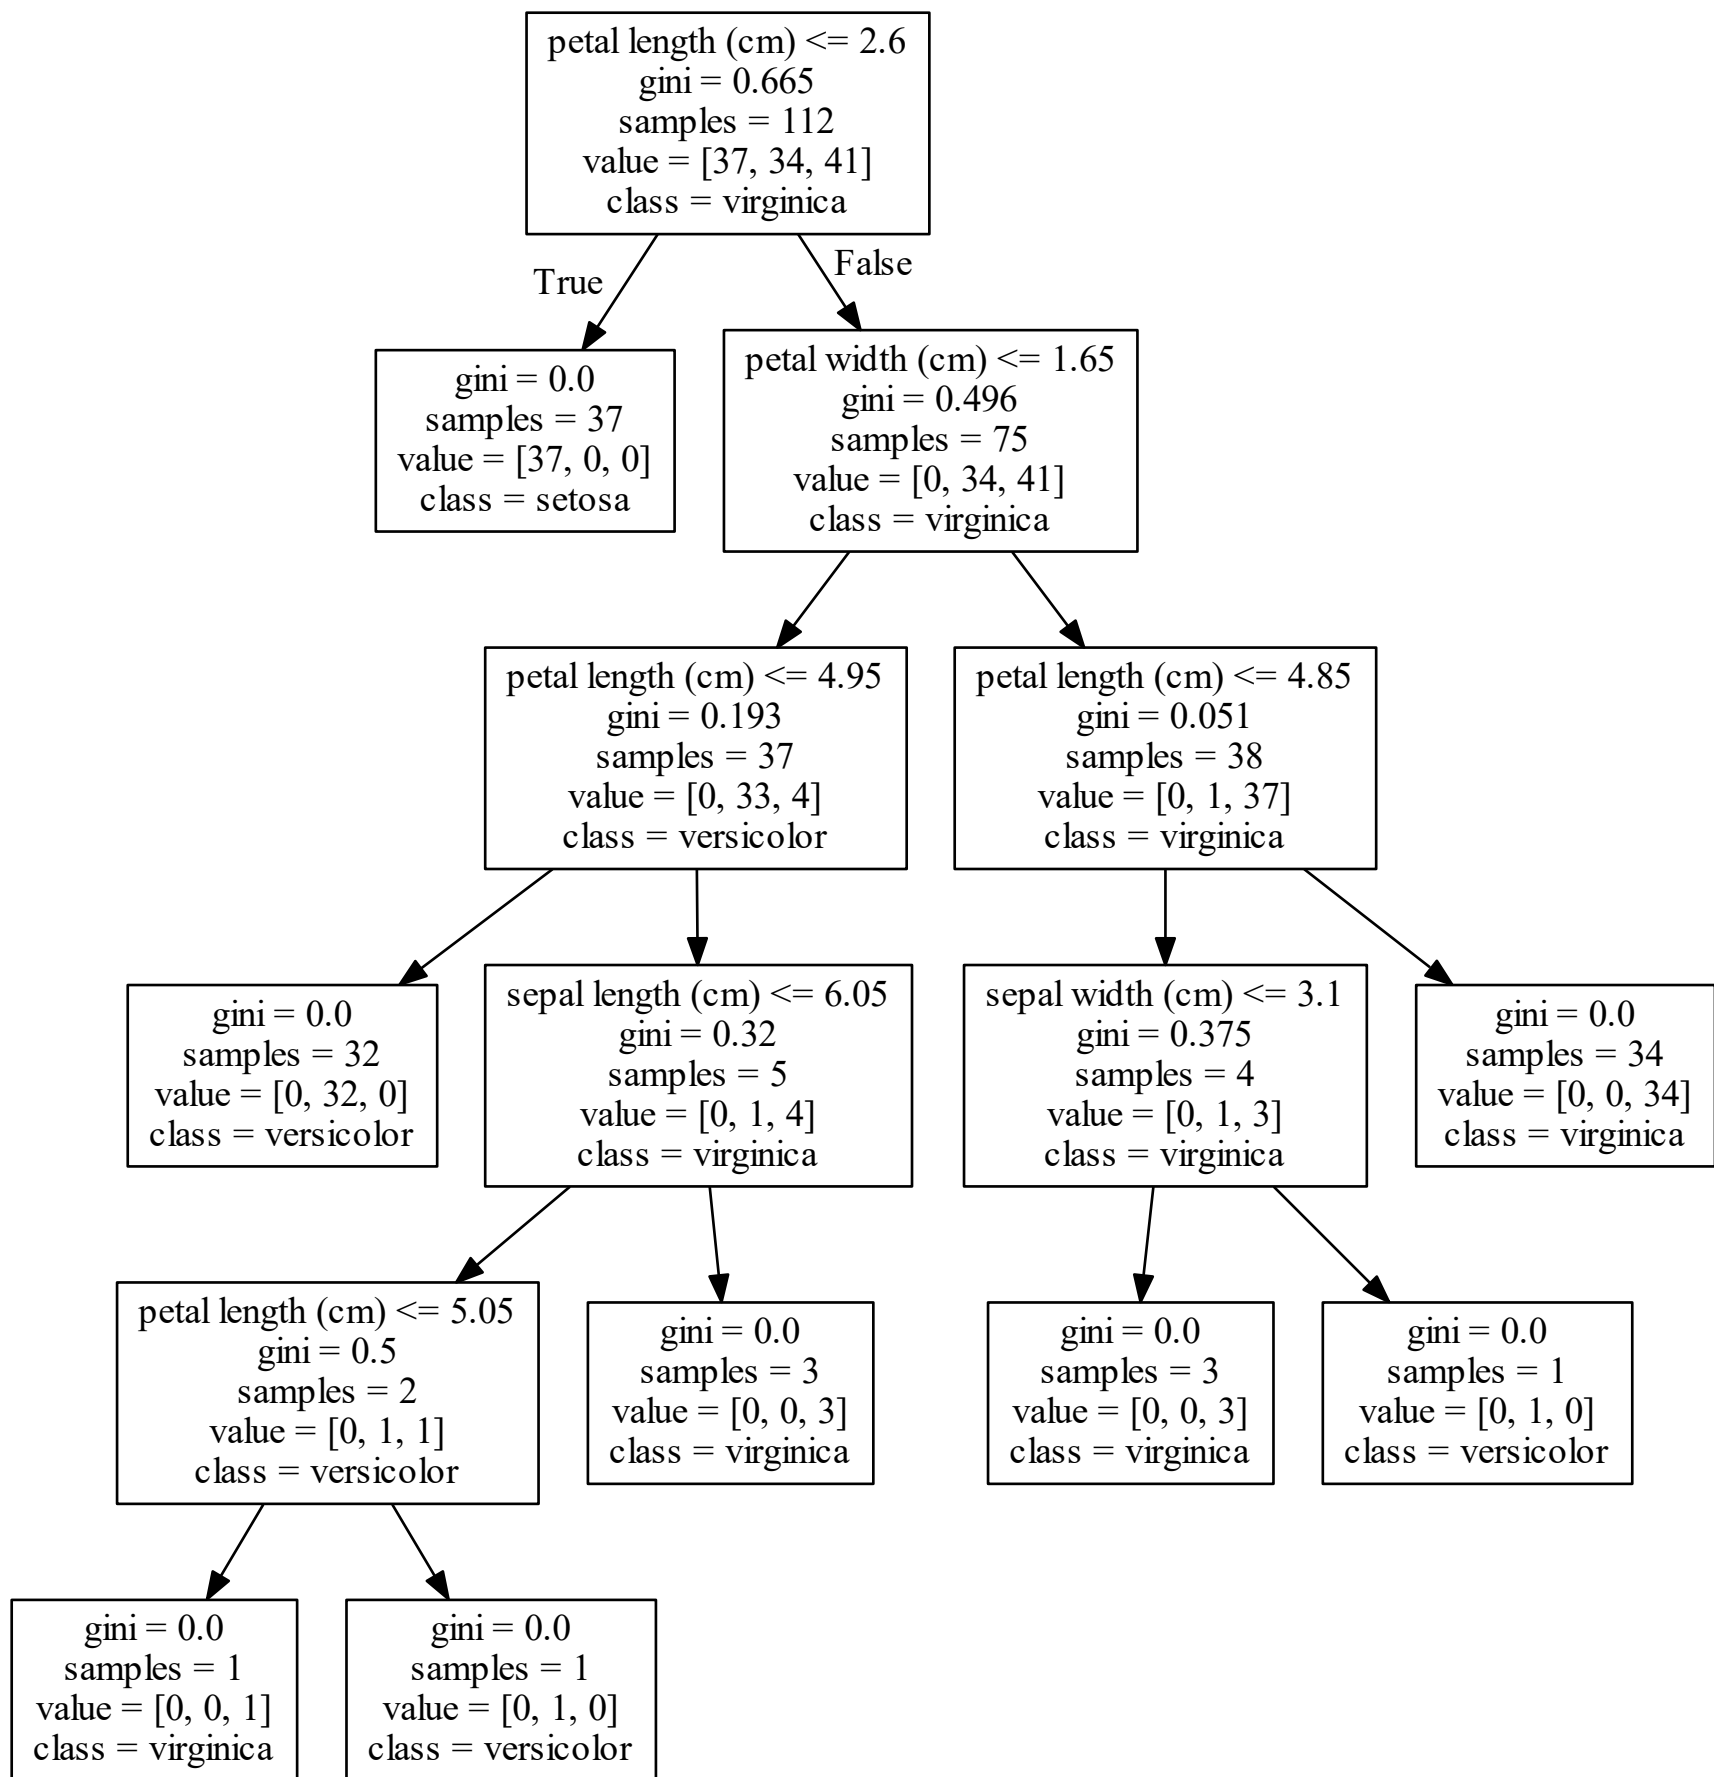 petal length (cm) <= 2.6
gini = 0.665
samples = 112
value = [37, 34, 41]
class = virginica
True
False
gini = 0.0
samples = 37
value = [37, 0, 0]
class = setosa
petal width (cm) <= 1.65
gini = 0.496
samples = 75
value = [0, 34, 41]
class = virginica
petal length (cm) <= 4.95
gini = 0.193
samples = 37
value = [0, 33, 4]
class = versicolor
petal length (cm) <= 4.85
gini = 0.051
samples = 38
value = [0, 1, 37]
class = virginica
gini = 0.0
samples = 32
value = [0, 32, 0]
class = versicolor
sepal length (cm) <= 6.05
gini = 0.32
samples = 5
value = [0, 1, 4]
class = virginica
sepal width (cm) <= 3.1
gini = 0.375
samples = 4
value = [0, 1, 3]
class = virginica
gini = 0.0
samples = 34
value = [0, 0, 34]
class = virginica
petal length (cm) <= 5.05
gini = 0.5
samples = 2
value = [0, 1, 1]
class = versicolor
gini = 0.0
samples = 3
value = [0, 0, 3]
class = virginica
gini = 0.0
samples = 3
value = [0, 0, 3]
class = virginica
gini = 0.0
samples = 1
value = [0, 1, 0]
class = versicolor
gini = 0.0
samples = 1
value = [0, 0, 1]
class = virginica
gini = 0.0
samples = 1
value = [0, 1, 0]
class = versicolor